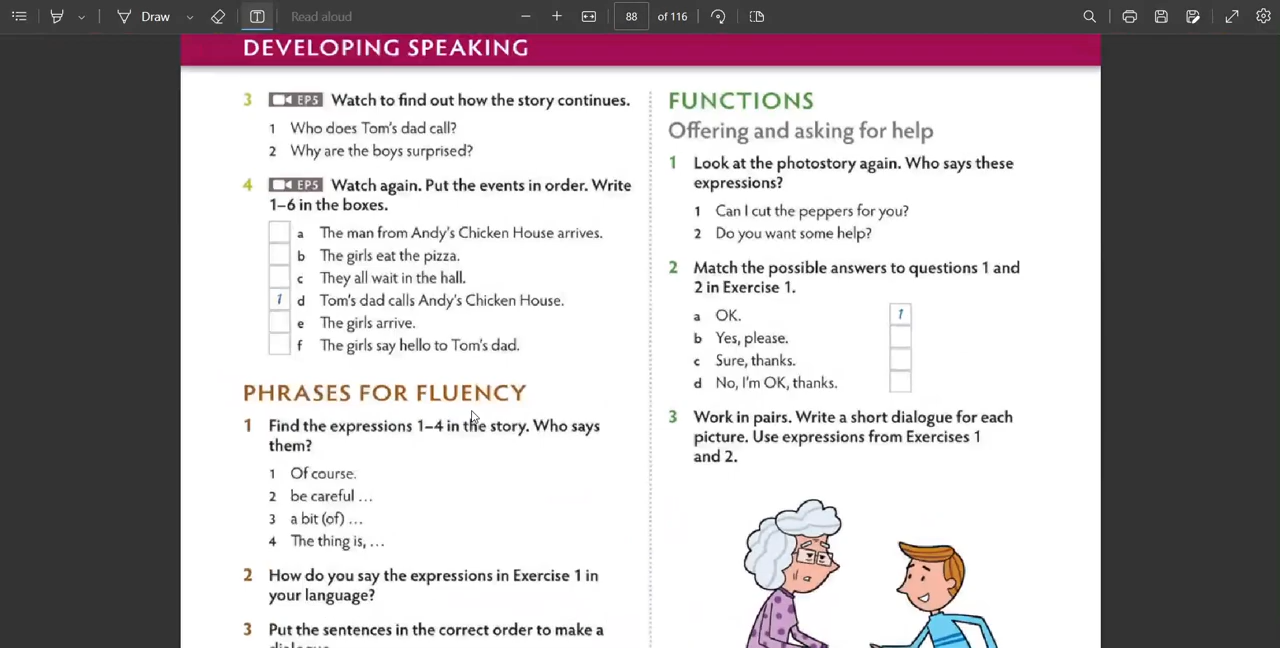 Draw
Read aloud
88
of 116
DEVELOPING SPEAKING
3 EP5 Watch to find out how the story continues.
1 Who does Tom's dad call?
2 Why are the boys surprised?
4 EP5 Watch again. Put the events in order. Write
1–6 in the boxes.
a The man from Andy's Chicken House arrives.
b The girls eat the pizza.
c They all wait in the hall.
1 d Tom's dad calls Andy's Chicken House.
e The girls arrive.
f The girls say hello to Tom's dad.
PHRASES FOR FLUENCY
1 Find the expressions 1–4 in the story. Who says
them?
1 Of course.
2 be careful …
3 a bit (of) …
4 The thing is, …
2 How do you say the expressions in Exercise 1 in
your language?
3 Put the sentences in the correct order to make a
dialogue.
FUNCTIONS
Offering and asking for help
1 Look at the photostory again. Who says these
expressions?
1 Can I cut the peppers for you?
2 Do you want some help?
2 Match the possible answers to questions 1 and
2 in Exercise 1.
a OK. 1
b Yes, please.
c Sure, thanks.
d No, I'm OK, thanks.
3 Work in pairs. Write a short dialogue for each
picture. Use expressions from Exercises 1
and 2.